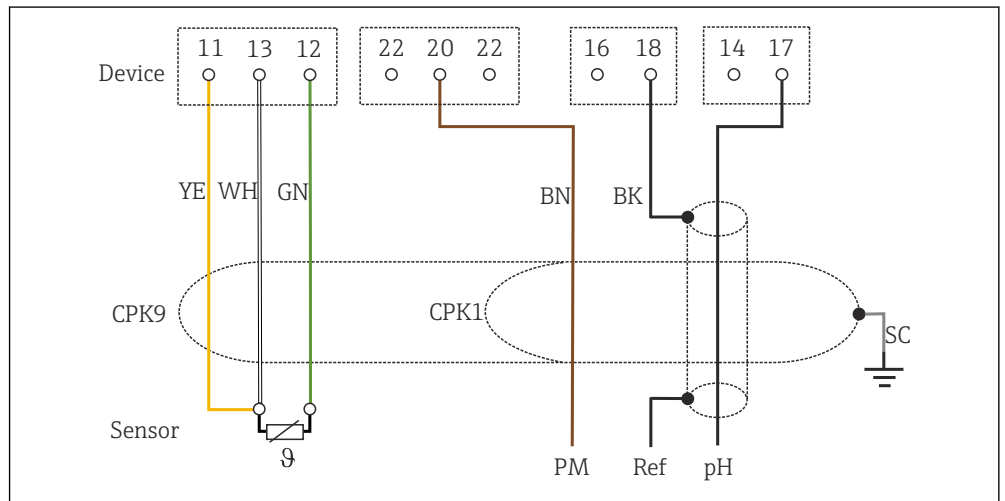 11 13 12 22 20 22 16 18 14 17
Device
YE WH GN BN BK
CPK9 CPK1
SC
Sensor
ϑ PM Ref pH